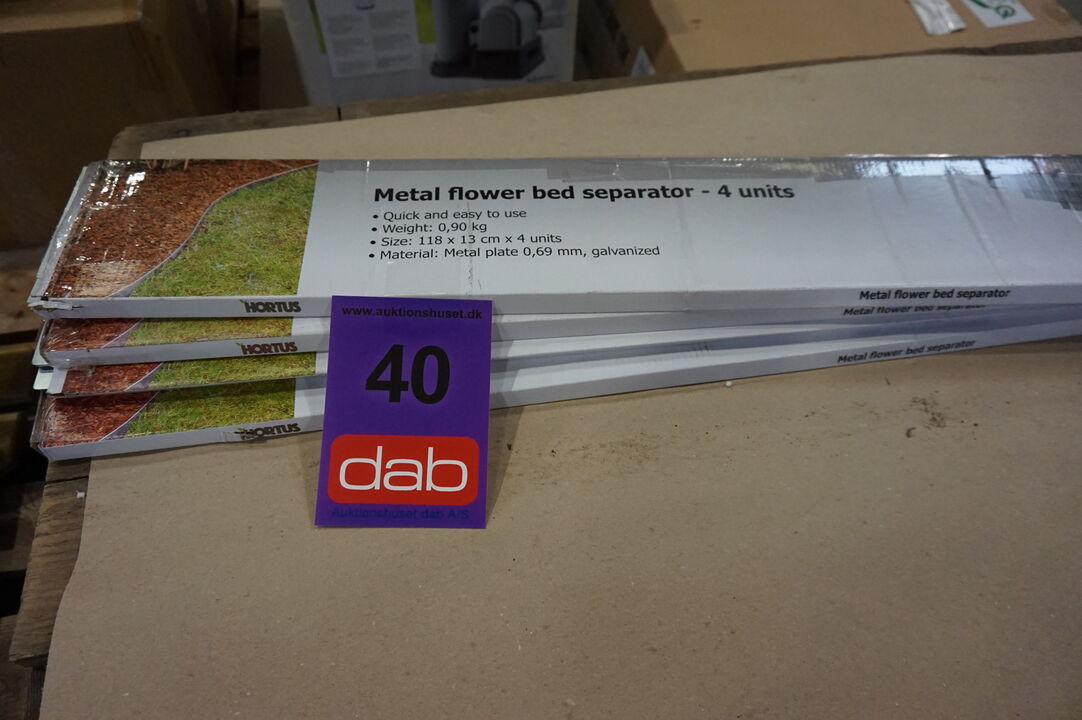 Metal flower bed separator - 4 units
• Quick and easy to use
• Weight: 0,90 kg
• Size: 118 x 13 cm x 4 units
• Material: Metal plate 0,69 mm, galvanized
HORTUS
Metal flower bed separator
HORTUS
Metal flower bed separator
HORTUS
Metal flower bed separator
www.auktionshuset.dk
40
dab
Auktionshuset dab A/S